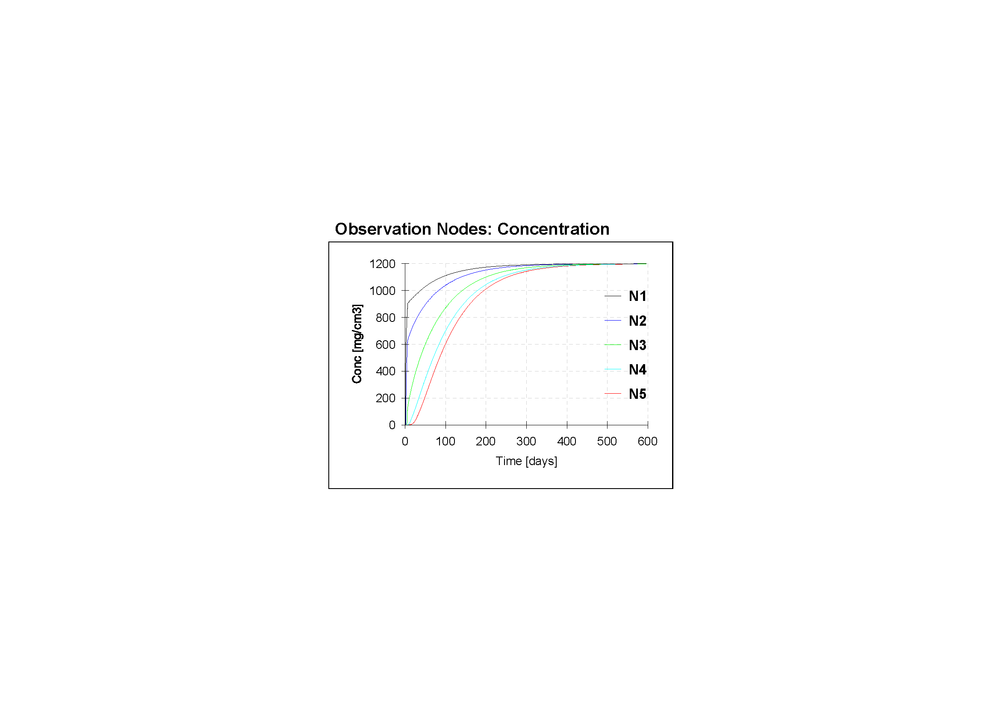 Observation Nodes: Concentration
1200
1000
800
600
400
200
0
Conc [mg/cm3]
N1
N2
N3
N4
N5
0 100 200 300 400 500 600
Time [days]